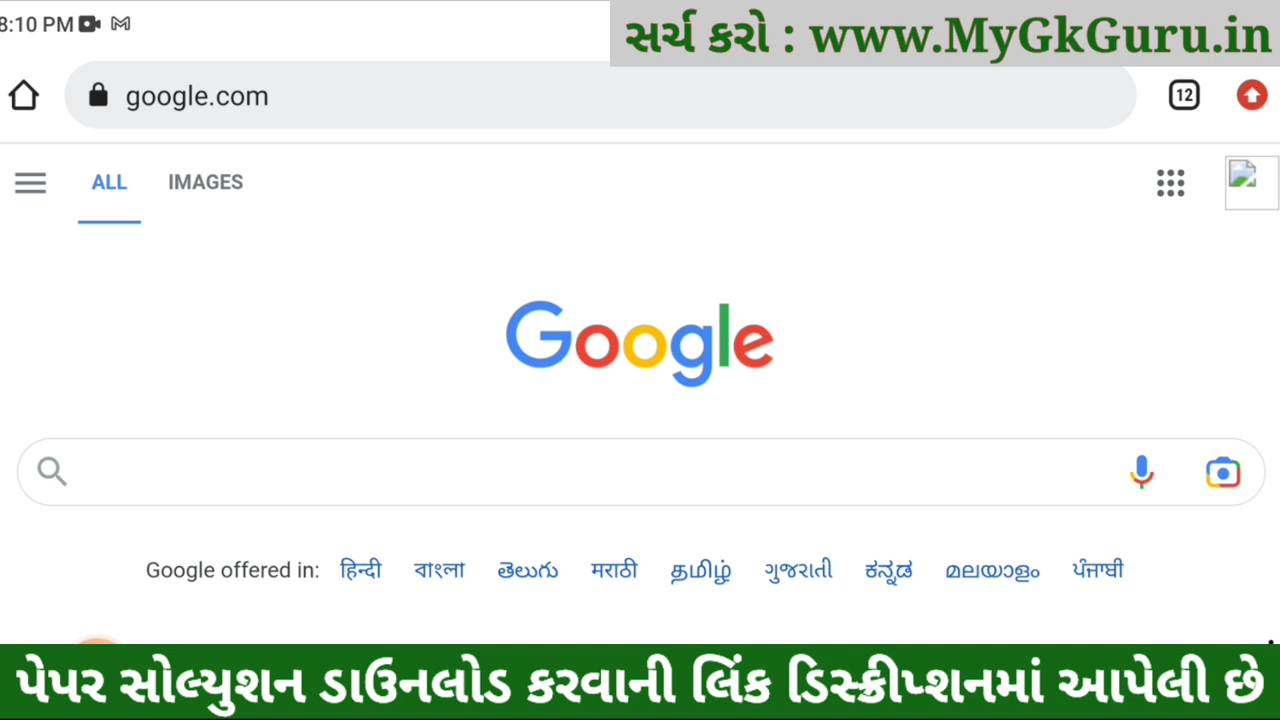 8:10 PM
સર્ચ કરો : www.MyGkGuru.in
google.com
12
ALL IMAGES
Google
Google offered in: हिन्दी বাংলা తెలుగు मराठी தமிழ் ગુજરાતી ಕನ್ನಡ മലയാളം ਪੰਜਾਬੀ
પેપર સોલ્યુશન ડાઉનલોડ કરવાની લિંક ડિસ્ક્રીપ્શનમાં આપેલી છે